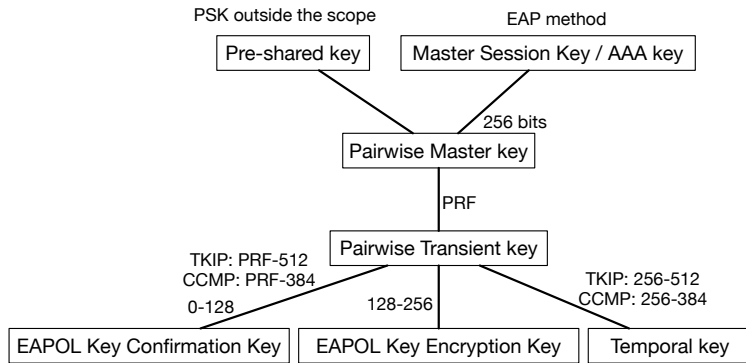 PSK outside the scope
EAP method
Pre-shared key
Master Session Key / AAA key
256 bits
Pairwise Master key
PRF
Pairwise Transient key
TKIP: PRF-512
CCMP: PRF-384
0-128
128-256
TKIP: 256-512
CCMP: 256-384
EAPOL Key Confirmation Key
EAPOL Key Encryption Key
Temporal key